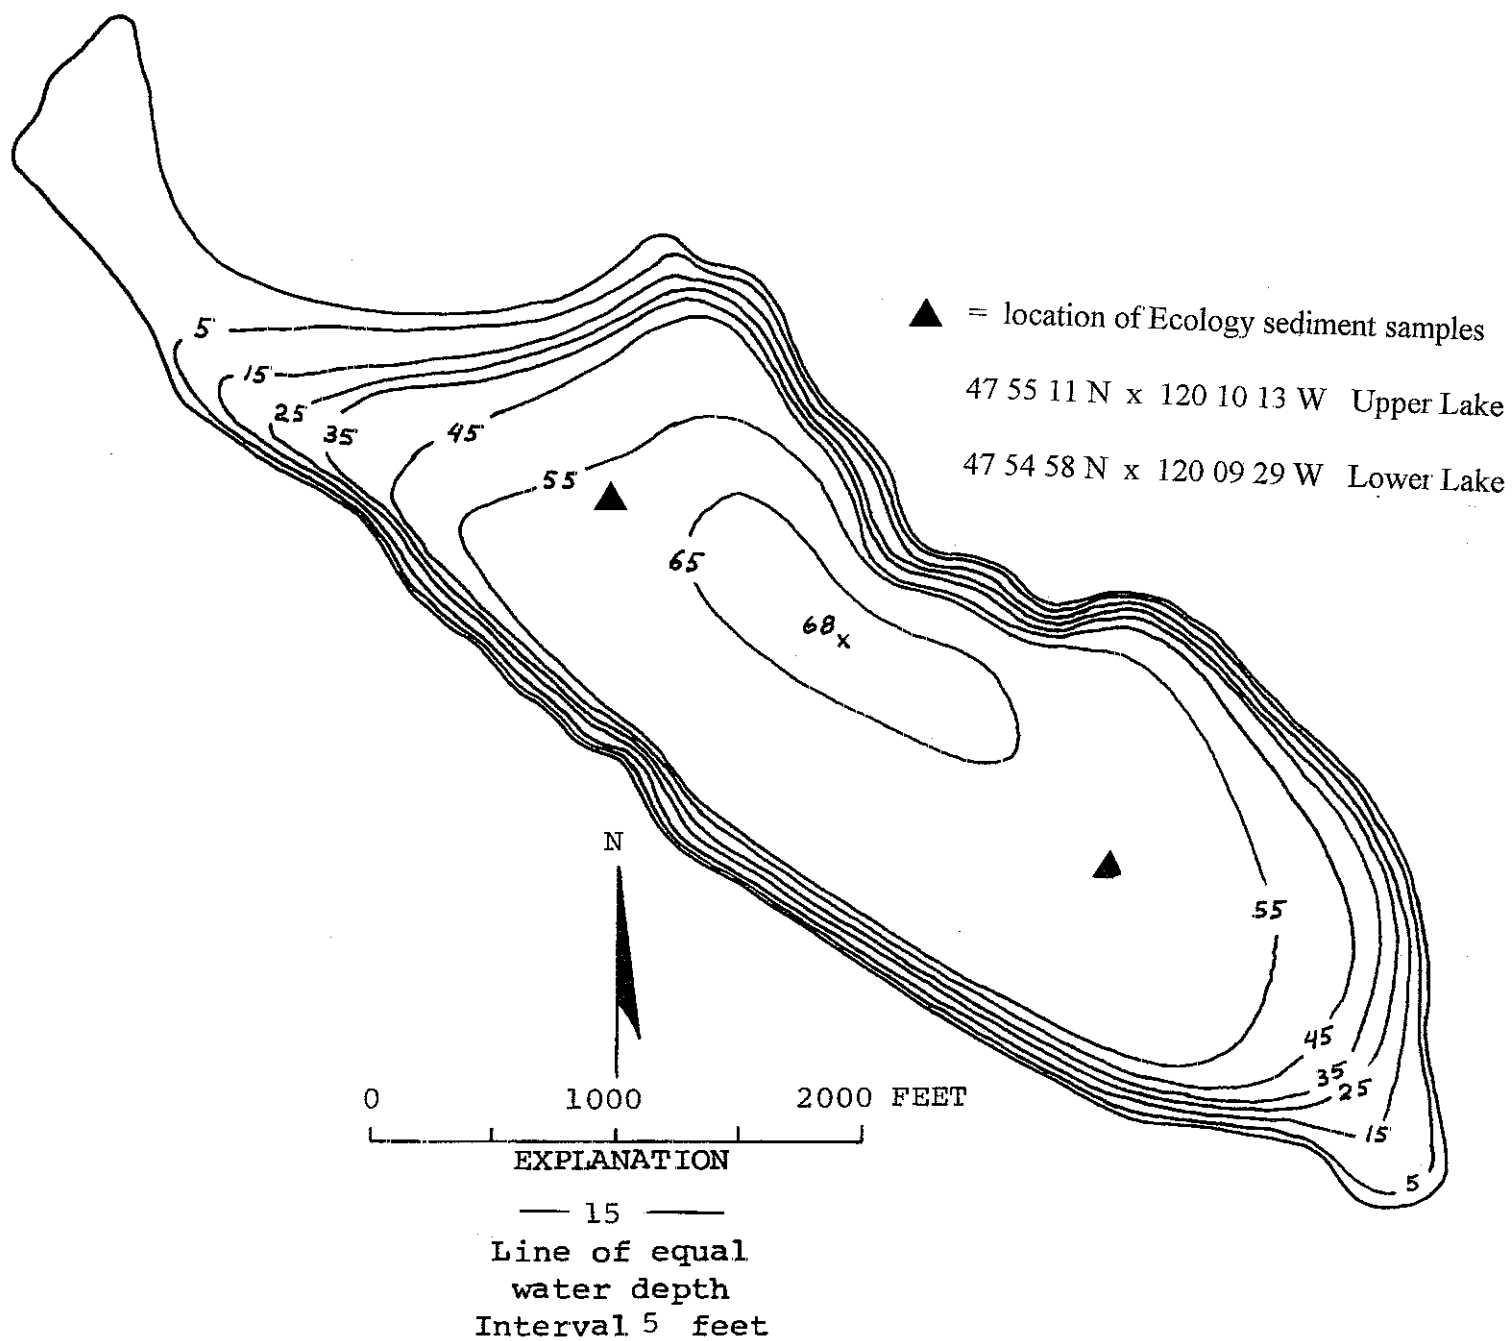 ▲ = location of Ecology sediment samples
47 55 11 N x 120 10 13 W Upper Lake
47 54 58 N x 120 09 29 W Lower Lake
5
15
25
35
45
55
65
68 x
55
45
35
25
15
5
N
0 1000 2000 FEET
EXPLANATION
— 15 —
Line of equal
water depth
Interval 5 feet